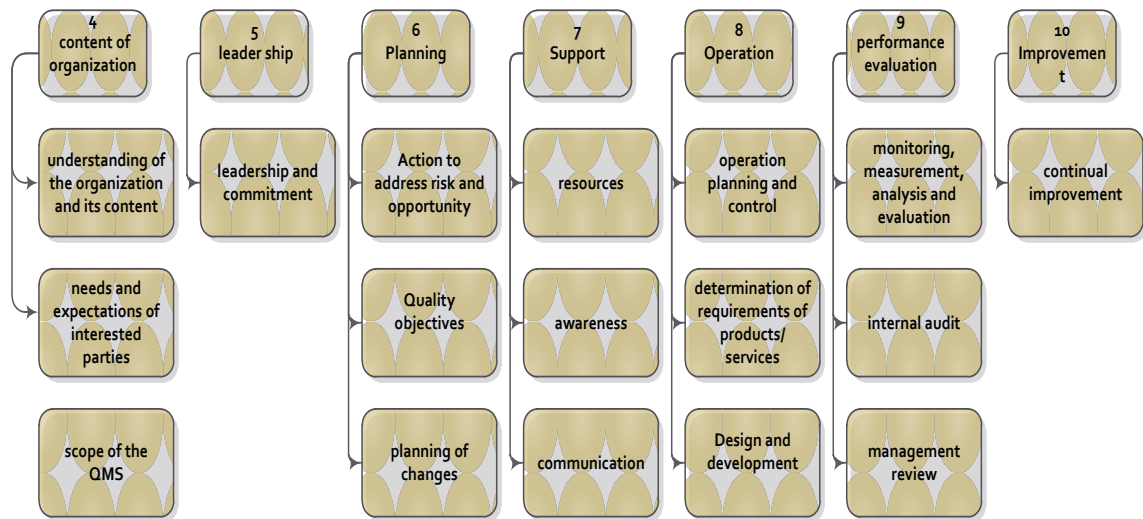 4
content of
organization
5
leader ship
6
Planning
7
Support
8
Operation
9
performance
evaluation
10
Improvemen
t
understanding of
the organization
and its content
leadership and
commitment
Action to
address risk and
opportunity
resources
operation
planning and
control
monitoring,
measurement,
analysis and
evaluation
continual
improvement
needs and
expectations of
interested
parties
Quality
objectives
awareness
determination of
requirements of
products/
services
internal audit
scope of the
QMS
planning of
changes
communication
Design and
development
management
review